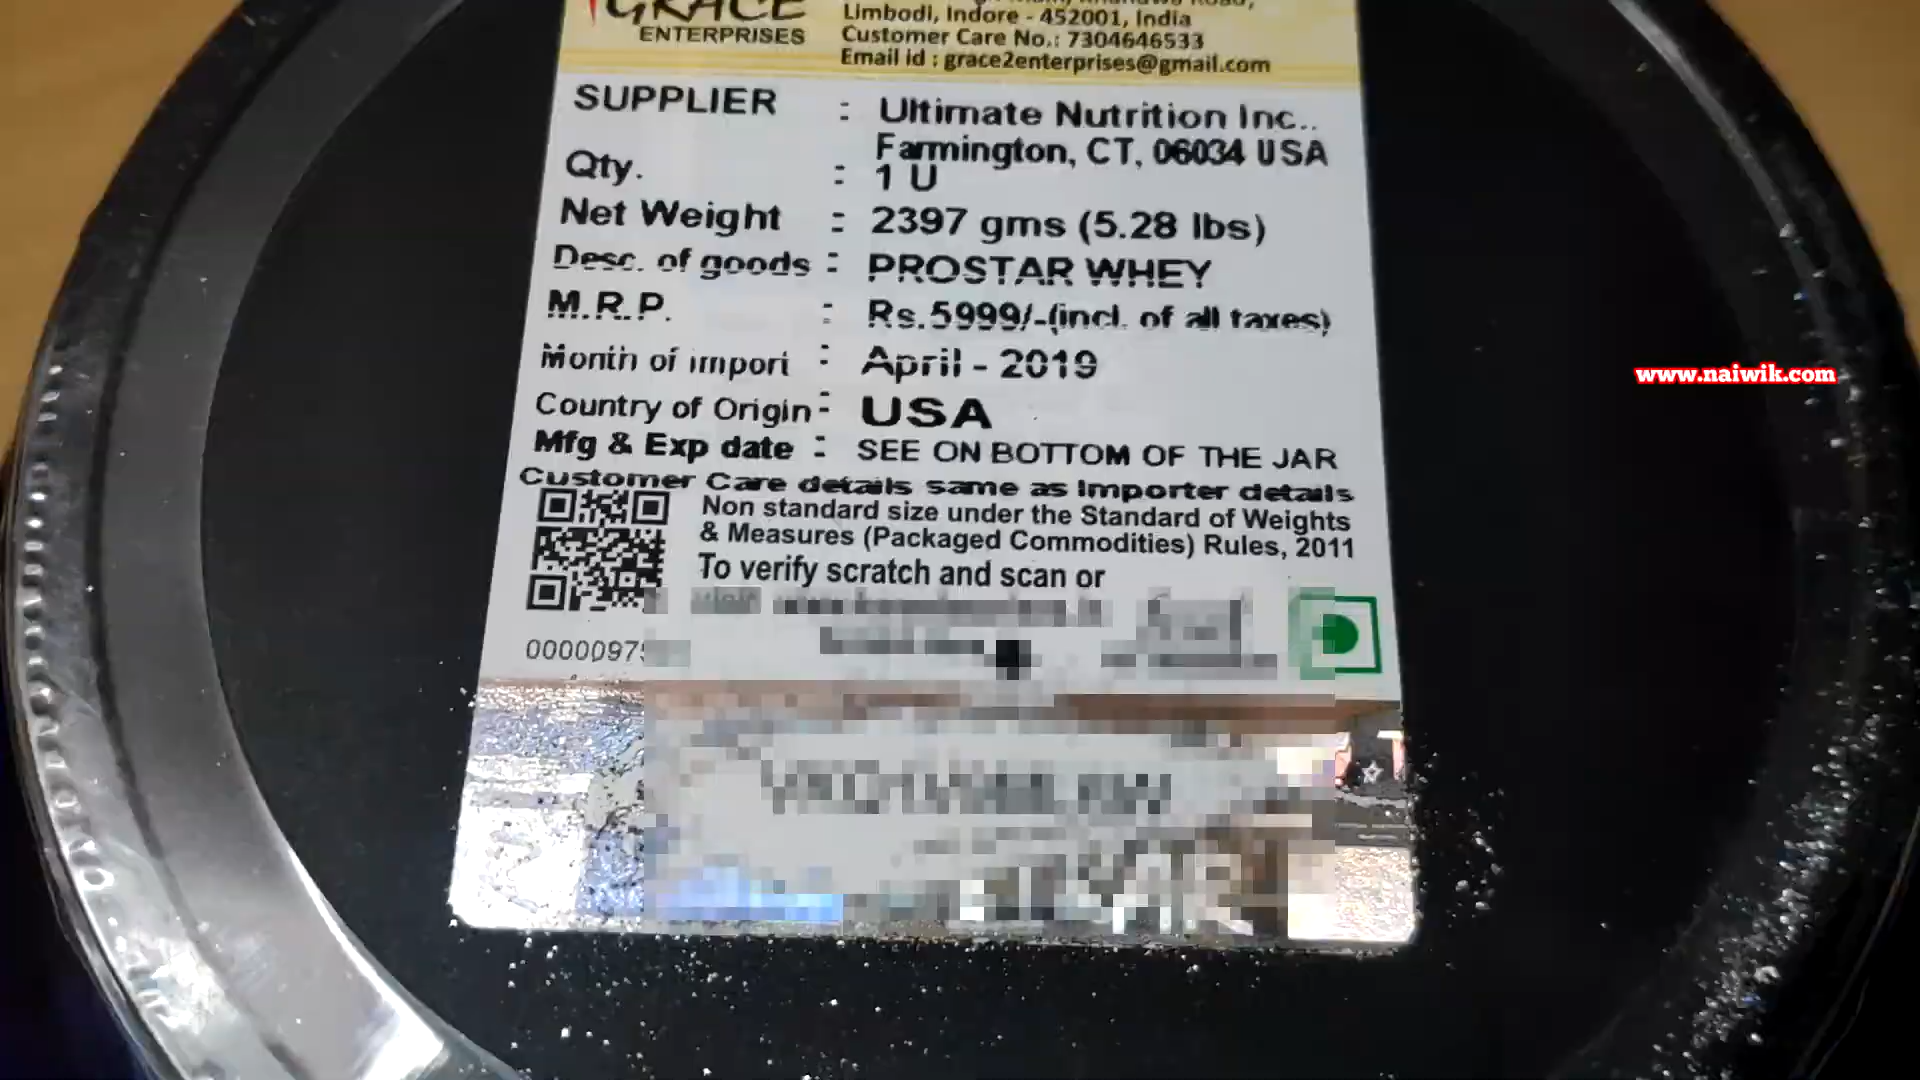 GRACE
ENTERPRISES
Limbodi, Indore - 452001, India
Customer Care No.: 7304646533
Email id : grace2enterprises@gmail.com
SUPPLIER : Ultimate Nutrition Inc..
Farmington, CT, 06034 USA
Qty. : 1 U
Net Weight : 2397 gms (5.28 lbs)
Desc. of goods : PROSTAR WHEY
M.R.P. : Rs.5999/-(incl. of all taxes)
Month of import : April - 2019
Country of Origin : USA
Mfg & Exp date : SEE ON BOTTOM OF THE JAR
Customer Care details same as Importer details
Non standard size under the Standard of Weights
& Measures (Packaged Commodities) Rules, 2011
To verify scratch and scan or
www.naiwik.com